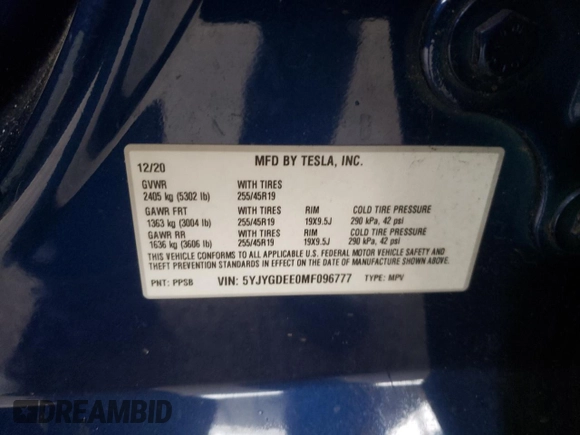 12/20 MFD BY TESLA, INC.
GVWR WITH TIRES
2405 kg (5302 lb) 255/45R19
GAWR FRT WITH TIRES RIM COLD TIRE PRESSURE
1363 kg (3004 lb) 255/45R19 19X9.5J 290 kPa, 42 psi
GAWR RR WITH TIRES RIM COLD TIRE PRESSURE
1636 kg (3606 lb) 255/45R19 19X9.5J 290 kPa, 42 psi
THIS VEHICLE CONFORMS TO ALL APPLICABLE U.S. FEDERAL MOTOR VEHICLE SAFETY AND
THEFT PREVENTION STANDARDS IN EFFECT ON THE DATE OF MANUFACTURE SHOWN ABOVE.
PNT: PPSB VIN: 5YJYGDEE0MF096777 TYPE: MPV
DREAMBID